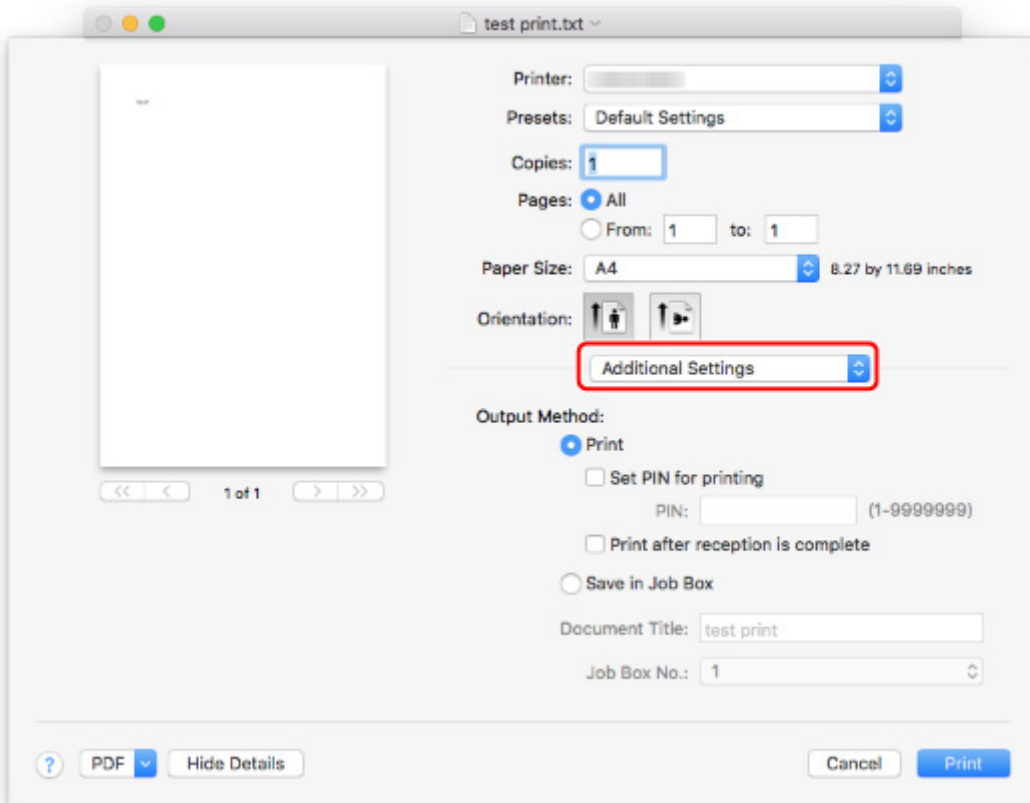 test print.txt
Printer:
Presets: Default Settings
Copies: 1
Pages: All
From: 1 to: 1
Paper Size: A4 8.27 by 11.69 inches
Orientation:
Additional Settings
Output Method:
Print
Set PIN for printing
PIN: (1-9999999)
Print after reception is complete
Save in Job Box
Document Title: test print
Job Box No.: 1
<< < 1 of 1 > >>
? PDF Hide Details Cancel Print